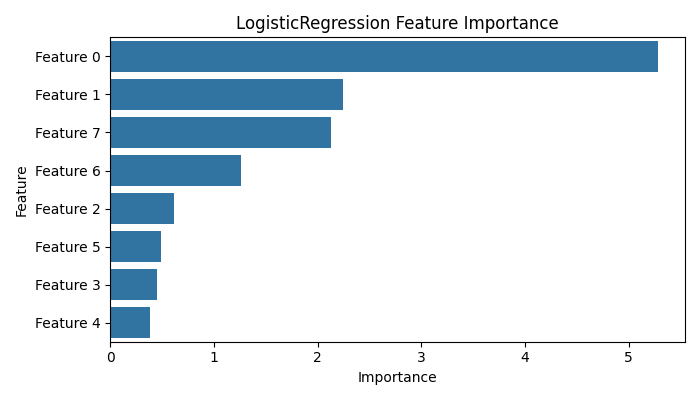 LogisticRegression Feature Importance
Feature 0
Feature 1
Feature 7
Feature 6
Feature 2
Feature 5
Feature 3
Feature 4
Feature
0 1 2 3 4 5
Importance